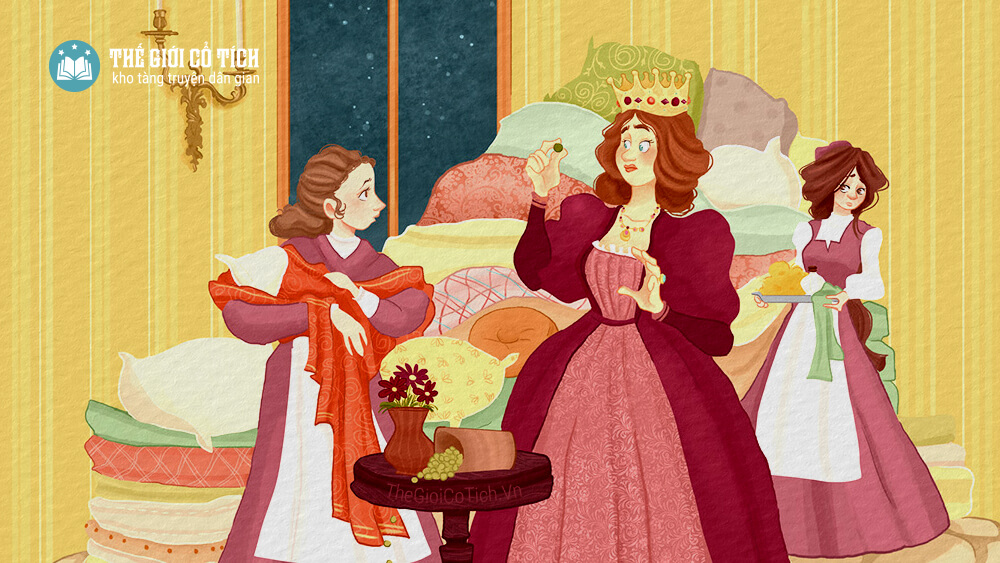 THẾ GIỚI CỔ TÍCH
kho tàng truyện dân gian
TheGioiCoTich.Vn